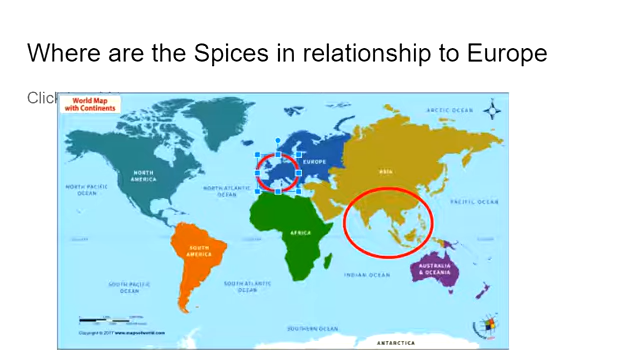 Where are the Spices in relationship to Europe
World Map
with Continents
ARCTIC OCEAN
EUROPE
ASIA
NORTH
AMERICA
NORTH PACIFIC
OCEAN
NORTH ATLANTIC
OCEAN
PACIFIC OCEAN
AFRICA
SOUTH
AMERICA
AUSTRALIA
& OCEANIA
INDIAN OCEAN
SOUTH PACIFIC
OCEAN
SOUTH ATLANTIC
OCEAN
SOUTHERN OCEAN
ANTARCTICA
Copyright © 2017 www.mapsofworld.com